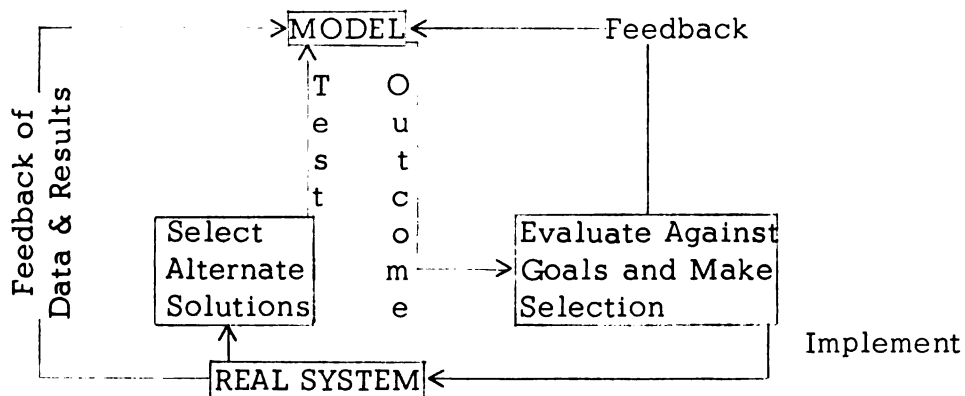 MODEL
Feedback
Test
Outcome
Feedback of
Data & Results
Select
Alternate
Solutions
Evaluate Against
Goals and Make
Selection
Implement
REAL SYSTEM